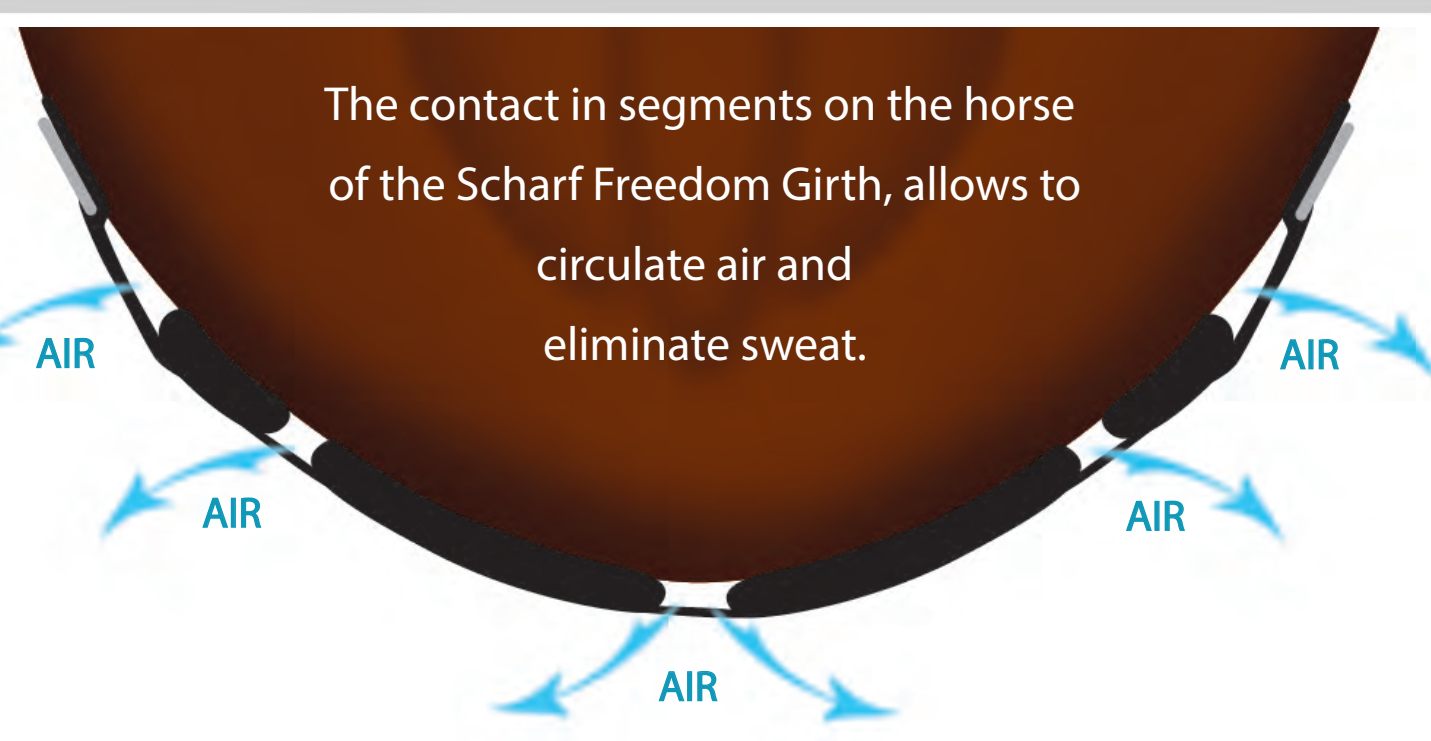 The contact in segments on the horse
of the Scharf Freedom Girth, allows to
circulate air and
eliminate sweat.
AIR
AIR
AIR
AIR
AIR